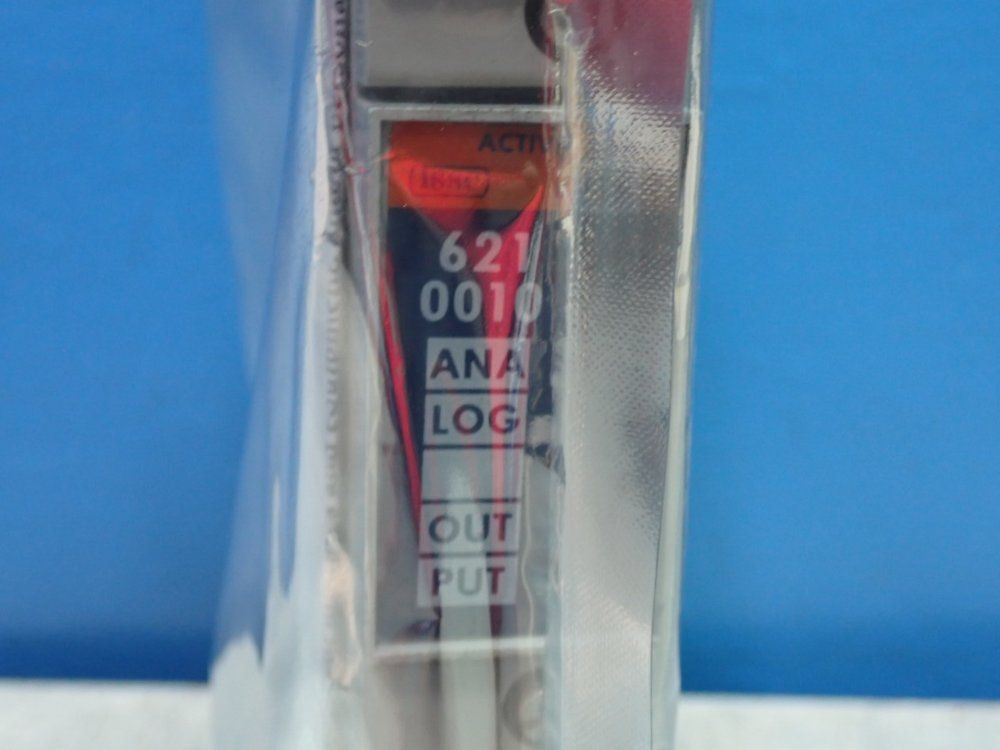 ACTIV
621
0010
ANA
LOG
OUT
PUT